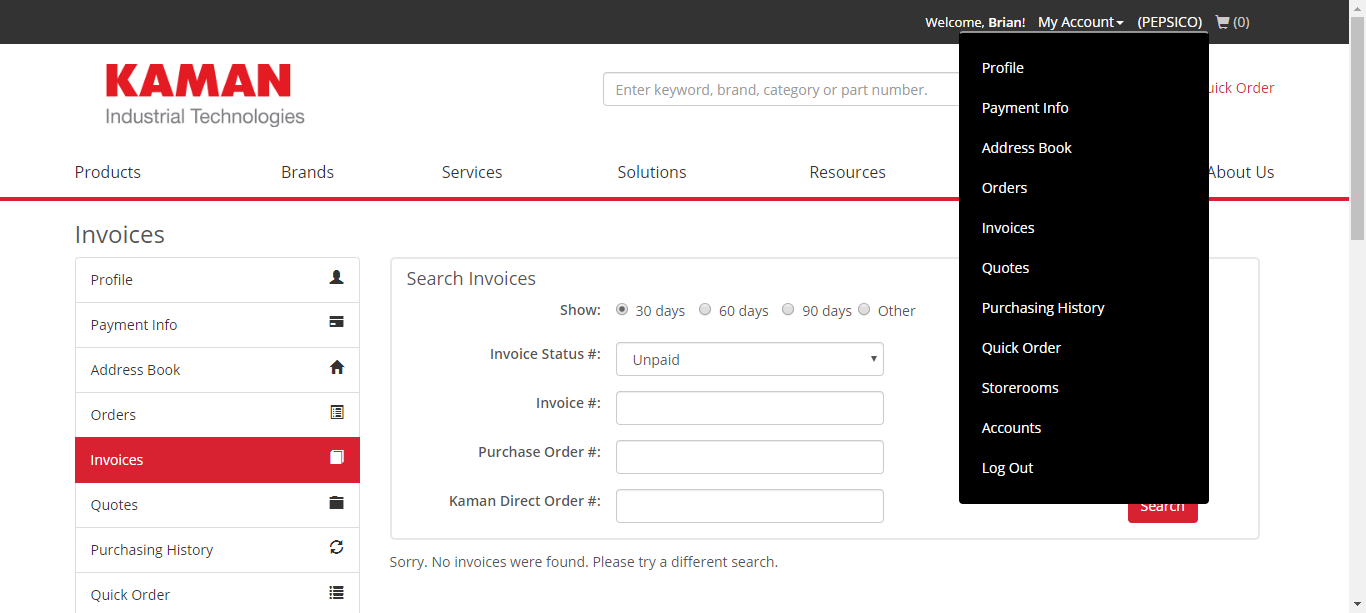 Welcome, Brian! My Account (PEPSICO) (0)
KAMAN
Industrial Technologies
Enter keyword, brand, category or part number.
uick Order
Products Brands Services Solutions Resources About Us
Profile
Payment Info
Address Book
Orders
Invoices
Quotes
Purchasing History
Quick Order
Storerooms
Accounts
Log Out
Invoices
Profile
Payment Info
Address Book
Orders
Invoices
Quotes
Purchasing History
Quick Order
Search Invoices
Show: 30 days 60 days 90 days Other
Invoice Status #: Unpaid
Invoice #:
Purchase Order #:
Kaman Direct Order #:
Search
Sorry. No invoices were found. Please try a different search.